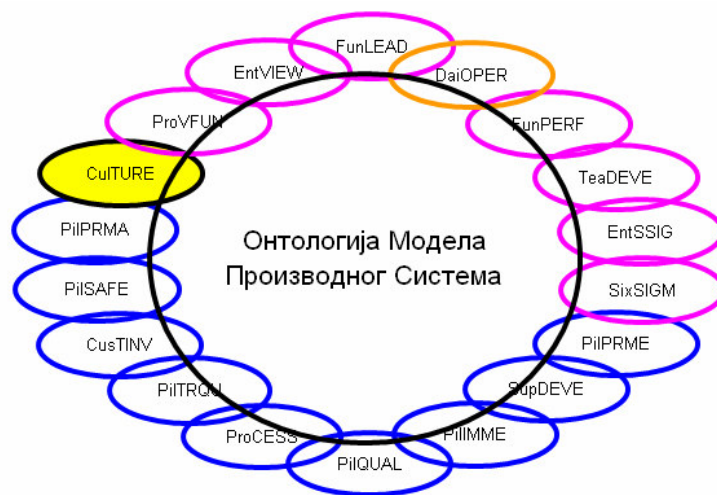 FunLEAD
EntVIEW
DaiOPER
ProVFUN
FunPERF
CulTURE
TeaDEVE
PilPRMA
EntSSIG
Онтологија Модела
Производног Система
PilSAFE
SixSIGM
CusTINV
PilPRME
PilTRQU
SupDEVE
ProCESS
PilIMME
PilQUAL